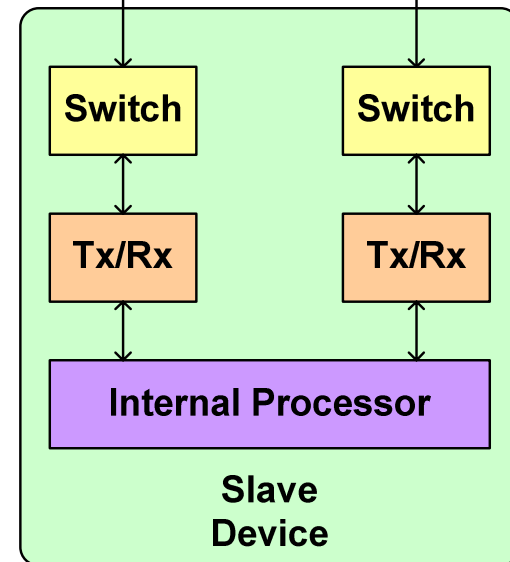 Switch
Switch
Tx/Rx
Tx/Rx
Internal Processor
Slave
Device